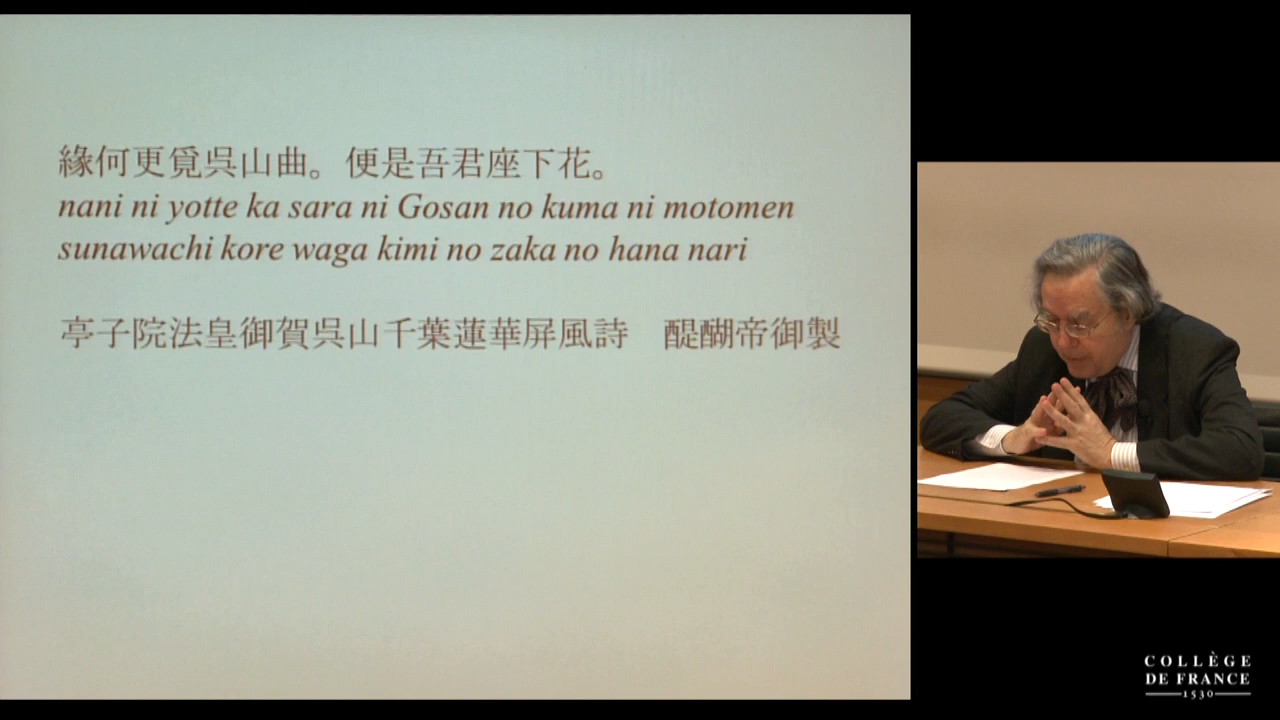 緣何更覓呉山曲。便是吾君座下花。
nani ni yotte ka sara ni Gosan no kuma ni motomen
sunawachi kore waga kimi no zaka no hana nari
亭子院法皇御賀呉山千葉蓮華屏風詩　醍醐帝御製
COLLÈGE
DE FRANCE
1530